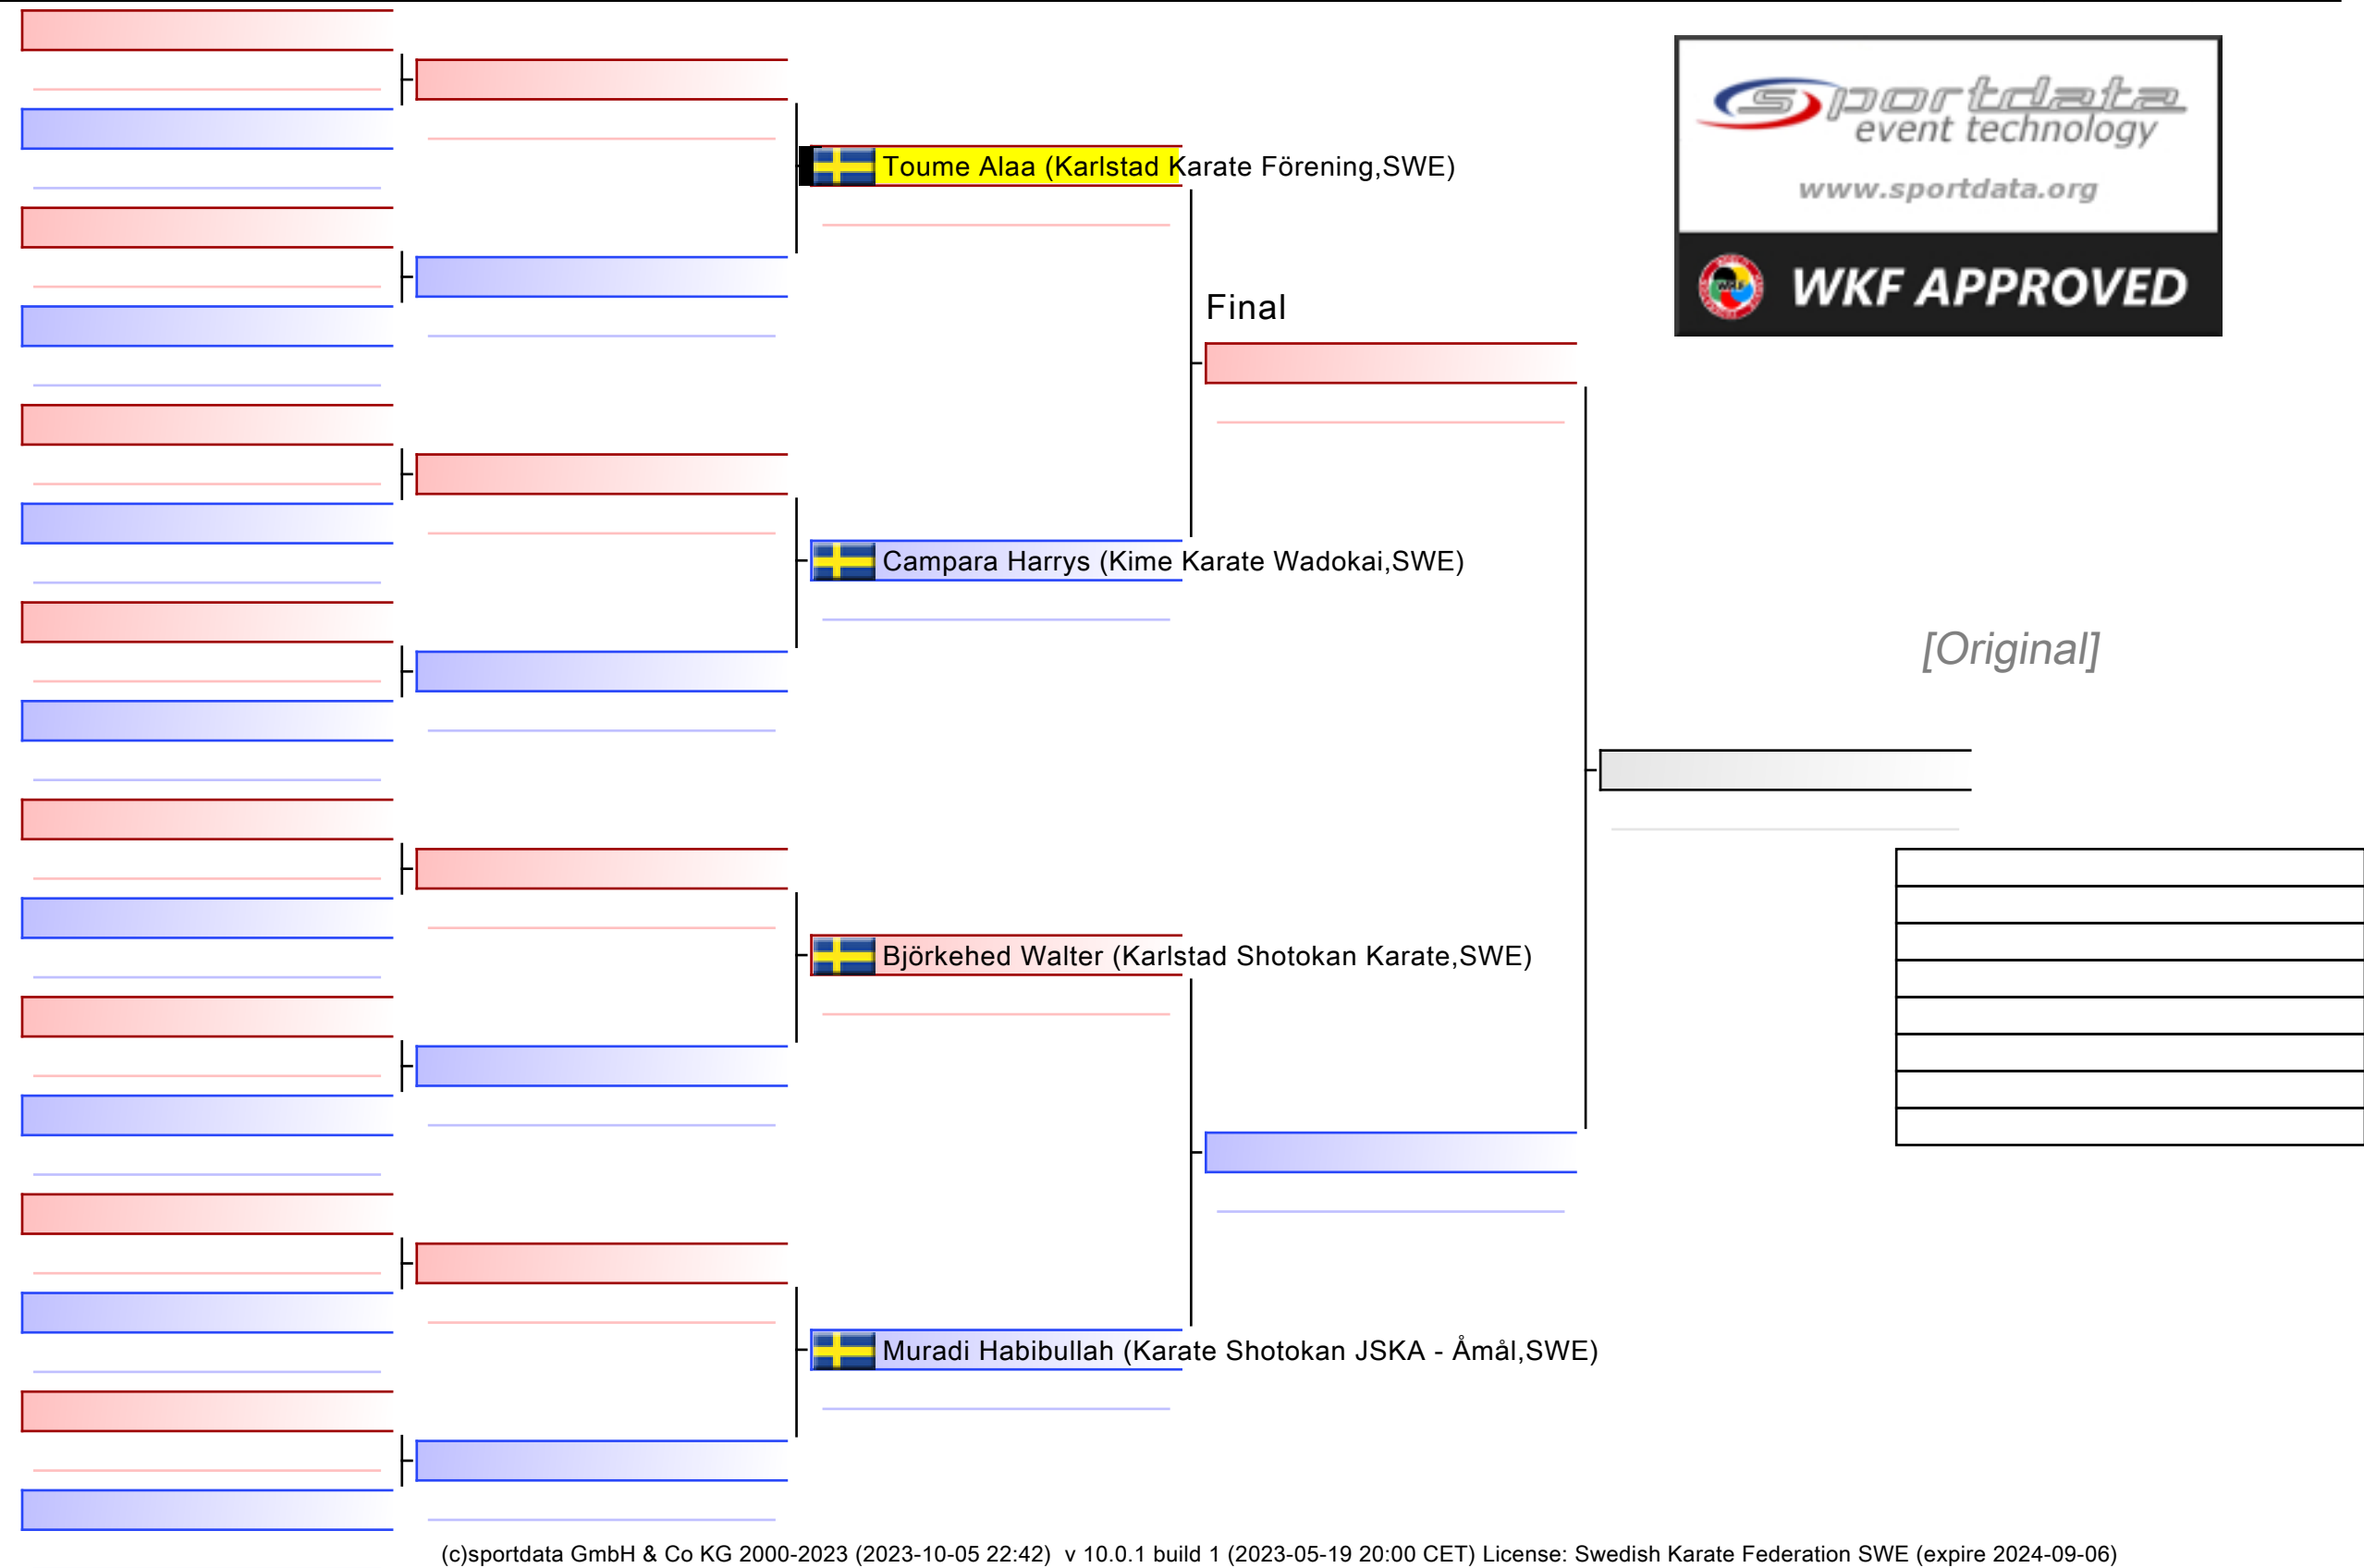 sportdata
event technology
www.sportdata.org
WKF APPROVED
Toume Alaa (Karlstad Karate Förening,SWE)
Final
Campara Harrys (Kime Karate Wadokai,SWE)
[Original]
Björkehed Walter (Karlstad Shotokan Karate,SWE)
Muradi Habibullah (Karate Shotokan JSKA - Åmål,SWE)
(c)sportdata GmbH & Co KG 2000-2023 (2023-10-05 22:42) v 10.0.1 build 1 (2023-05-19 20:00 CET) License: Swedish Karate Federation SWE (expire 2024-09-06)